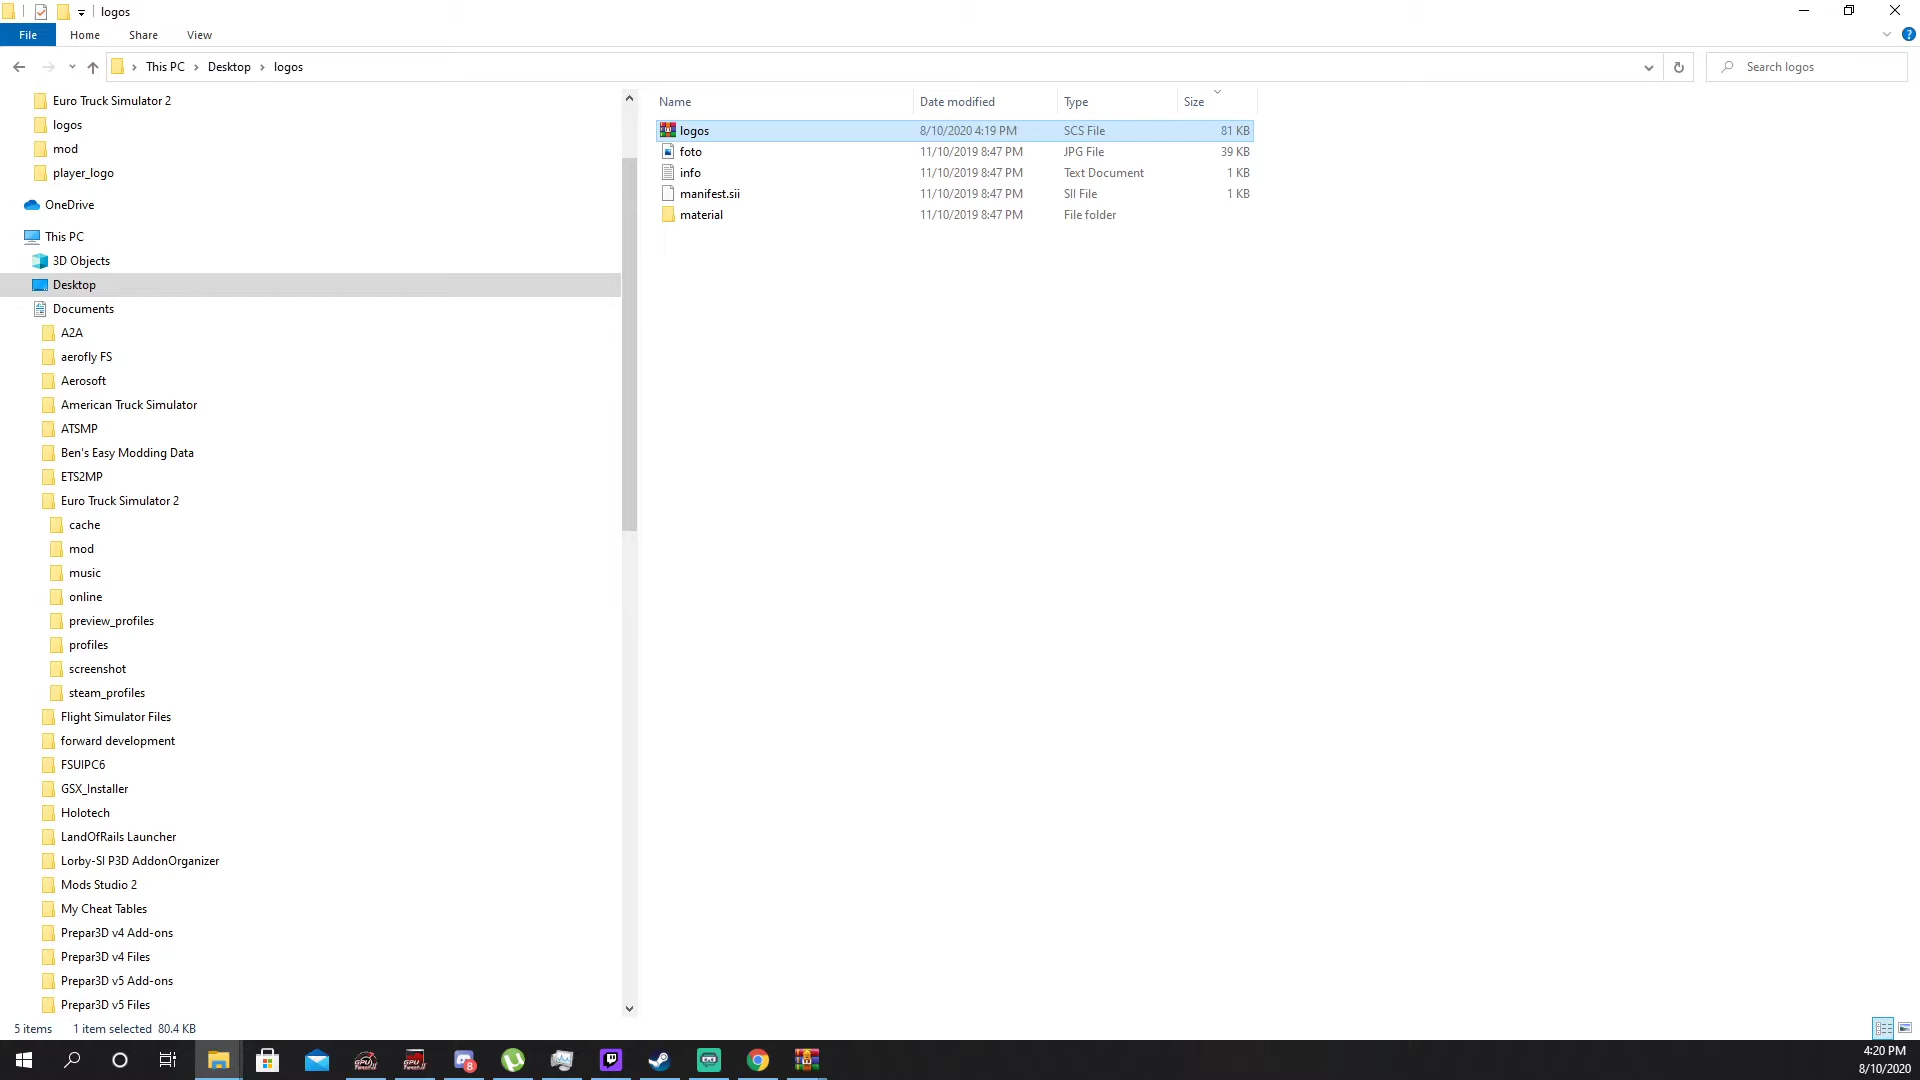 logos
File Home Share View
This PC Desktop logos
Search logos
Name Date modified Type Size
logos 8/10/2020 4:19 PM SCS File 81 KB
foto 11/10/2019 8:47 PM JPG File 39 KB
info 11/10/2019 8:47 PM Text Document 1 KB
manifest.sii 11/10/2019 8:47 PM SII File 1 KB
material 11/10/2019 8:47 PM File folder
Euro Truck Simulator 2
logos
mod
player_logo
OneDrive
This PC
3D Objects
Desktop
Documents
A2A
aerofly FS
Aerosoft
American Truck Simulator
ATSMP
Ben's Easy Modding Data
ETS2MP
Euro Truck Simulator 2
cache
mod
music
online
preview_profiles
profiles
screenshot
steam_profiles
Flight Simulator Files
forward development
FSUIPC6
GSX_Installer
Holotech
LandOfRails Launcher
Lorby-SI P3D AddonOrganizer
Mods Studio 2
My Cheat Tables
Prepar3D v4 Add-ons
Prepar3D v4 Files
Prepar3D v5 Add-ons
Prepar3D v5 Files
5 items 1 item selected 80.4 KB
8
4:20 PM
8/10/2020